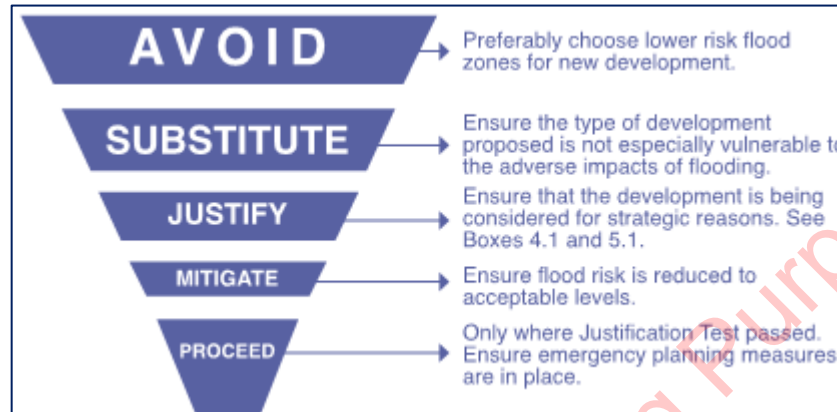 AVOID
Preferably choose lower risk flood
zones for new development.
SUBSTITUTE
Ensure the type of development
proposed is not especially vulnerable to
the adverse impacts of flooding.
JUSTIFY
Ensure that the development is being
considered for strategic reasons. See
Boxes 4.1 and 5.1.
MITIGATE
Ensure flood risk is reduced to
acceptable levels.
PROCEED
Only where Justification Test passed.
Ensure emergency planning measures
are in place.